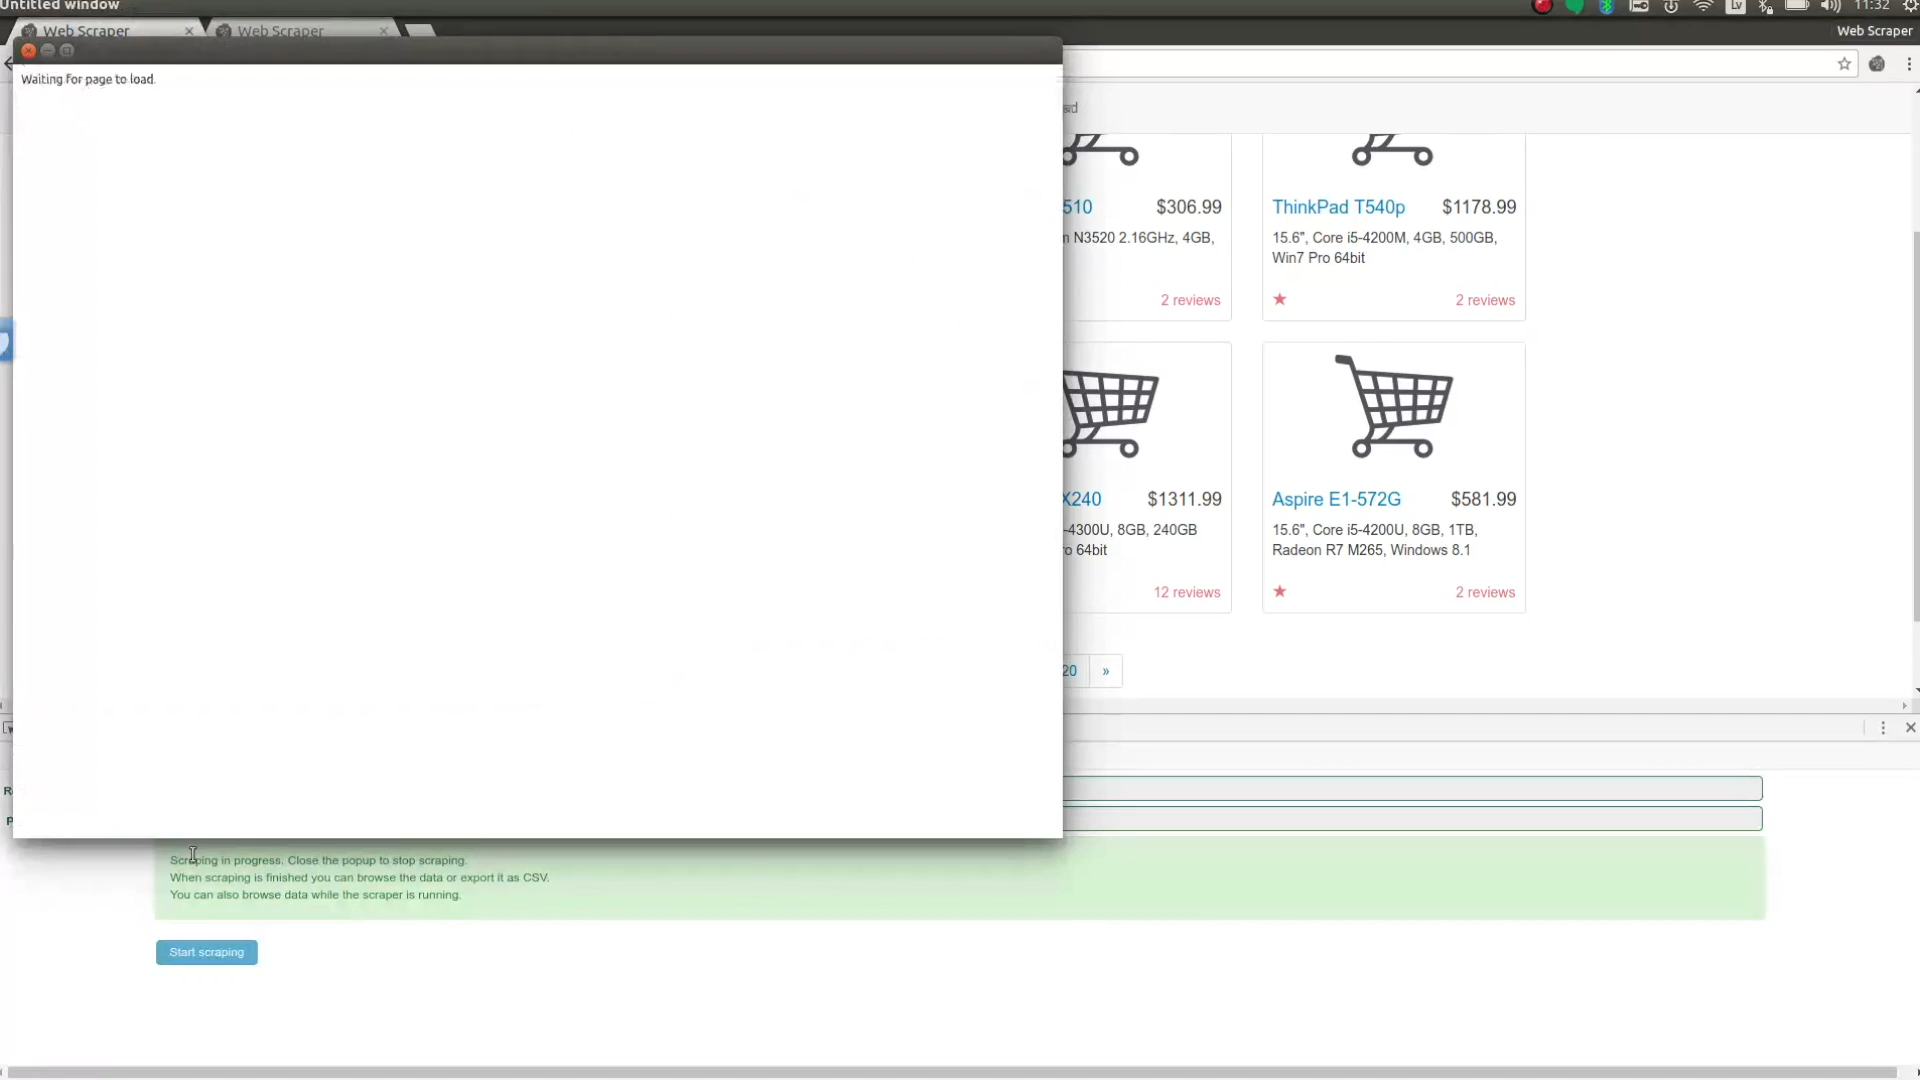 Untitled window
Lv
11:32
Web Scraper
Web Scraper
Web Scraper
Waiting for page to load.
510 $306.99
N3520 2.16GHz, 4GB,
2 reviews
ThinkPad T540p $1178.99
15.6", Core i5-4200M, 4GB, 500GB,
Win7 Pro 64bit
2 reviews
X240 $1311.99
-4300U, 8GB, 240GB
64bit
12 reviews
Aspire E1-572G $581.99
15.6", Core i5-4200U, 8GB, 1TB,
Radeon R7 M265, Windows 8.1
2 reviews
20 »
Scraping in progress. Close the popup to stop scraping.
When scraping is finished you can browse the data or export it as CSV.
You can also browse data while the scraper is running.
Start scraping